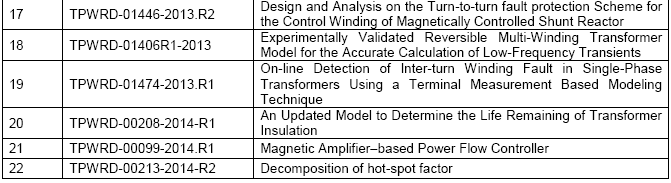 17 TPWRD-01446-2013.R2 Design and Analysis on the Turn-to-turn fault protection Scheme for
the Control Winding of Magnetically Controlled Shunt Reactor
18 TPWRD-01406R1-2013 Experimentally Validated Reversible Multi-Winding Transformer
Model for the Accurate Calculation of Low-Frequency Transients
19 TPWRD-01474-2013.R1 On-line Detection of Inter-turn Winding Fault in Single-Phase
Transformers Using a Terminal Measurement Based Modeling
Technique
20 TPWRD-00208-2014-R1 An Updated Model to Determine the Life Remaining of Transformer
Insulation
21 TPWRD-00099-2014.R1 Magnetic Amplifier–based Power Flow Controller
22 TPWRD-00213-2014-R2 Decomposition of hot-spot factor